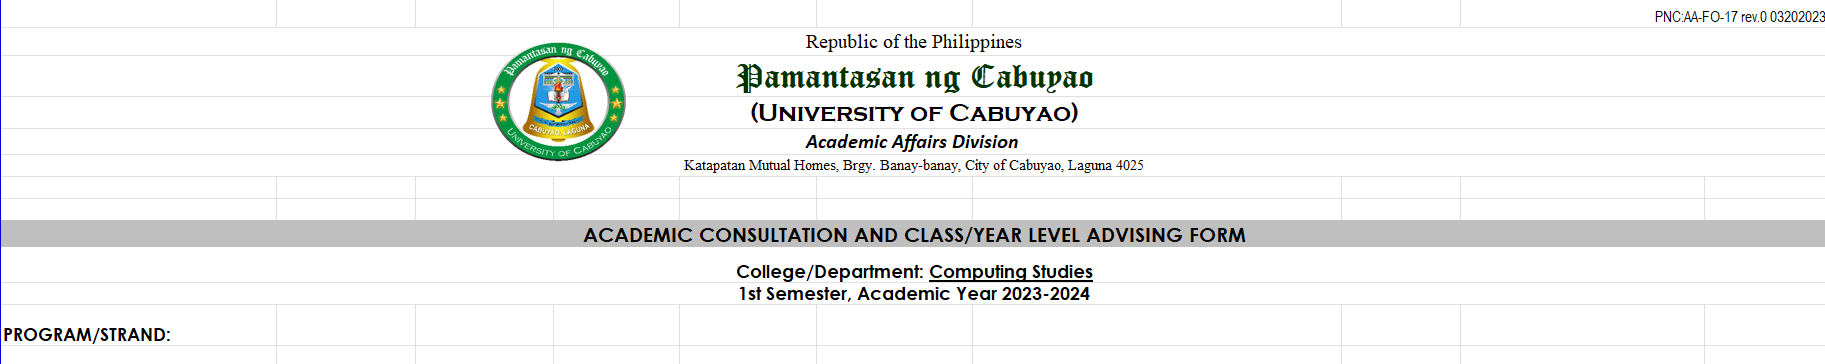 PNC:AA-FO-17 rev.0 03202023
Republic of the Philippines
Pamantasan ng Cabuyao
(UNIVERSITY OF CABUYAO)
Academic Affairs Division
Katapatan Mutual Homes, Brgy. Banay-banay, City of Cabuyao, Laguna 4025
Pamantasan ng Cabuyao
CABUYAO, LAGUNA
UNIVERSITY OF CABUYAO
ACADEMIC CONSULTATION AND CLASS/YEAR LEVEL ADVISING FORM
College/Department: Computing Studies
1st Semester, Academic Year 2023-2024
PROGRAM/STRAND: